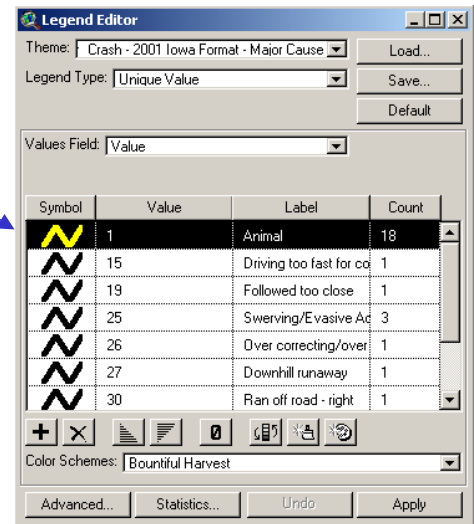 Legend Editor
Theme: Crash - 2001 Iowa Format - Major Cause
Load...
Legend Type: Unique Value
Save...
Default
Values Field: Value
Symbol Value Label Count
1 Animal 18
15 Driving too fast for co 1
19 Followed too close 1
25 Swerving/Evasive Ac 3
26 Over correcting/over 1
27 Downhill runaway 1
30 Ran off road - right 1
0
Color Schemes: Bountiful Harvest
Advanced... Statistics... Undo Apply